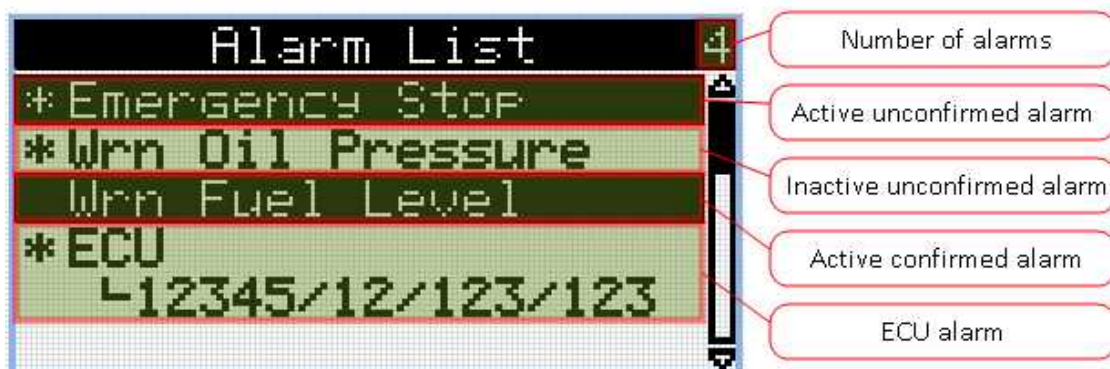 Alarm List 4
* Emergency Stop
* Wrn Oil Pressure
Wrn Fuel Level
* ECU
└12345/12/123/123
Number of alarms
Active unconfirmed alarm
Inactive unconfirmed alarm
Active confirmed alarm
ECU alarm